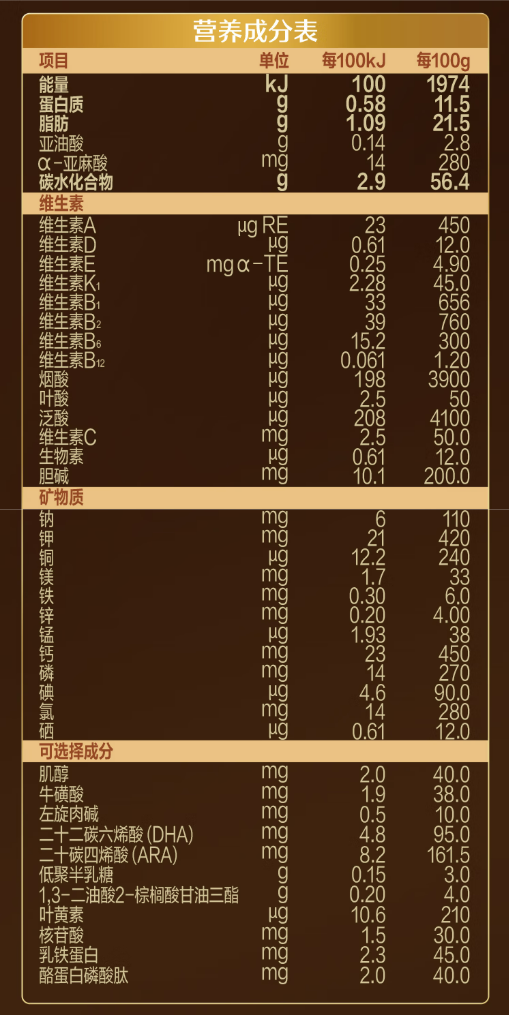 营养成分表
项目 单位 每100kJ 每100g
能量 kJ 100 1974
蛋白质 g 0.58 11.5
脂肪 g 1.09 21.5
亚油酸 g 0.14 2.8
α-亚麻酸 mg 14 280
碳水化合物 g 2.9 56.4
维生素
维生素A μg RE 23 450
维生素D μg 0.61 12.0
维生素E mg α-TE 0.25 4.90
维生素K₁ μg 2.28 45.0
维生素B₁ μg 33 656
维生素B₂ μg 39 760
维生素B₆ μg 15.2 300
维生素B₁₂ μg 0.061 1.20
烟酸 μg 198 3900
叶酸 μg 2.5 50
泛酸 μg 208 4100
维生素C mg 2.5 50.0
生物素 μg 0.61 12.0
胆碱 mg 10.1 200.0
矿物质
钠 mg 6 110
钾 mg 21 420
铜 μg 12.2 240
镁 mg 1.7 33
铁 mg 0.30 6.0
锌 mg 0.20 4.00
锰 μg 1.93 38
钙 mg 23 450
磷 mg 14 270
碘 μg 4.6 90.0
氯 mg 14 280
硒 μg 0.61 12.0
可选择成分
肌醇 mg 2.0 40.0
牛磺酸 mg 1.9 38.0
左旋肉碱 mg 0.5 10.0
二十二碳六烯酸(DHA) mg 4.8 95.0
二十碳四烯酸(ARA) mg 8.2 161.5
低聚半乳糖 g 0.15 3.0
1,3-二油酸2-棕榈酸甘油三酯 g 0.20 4.0
叶黄素 μg 10.6 210
核苷酸 mg 1.5 30.0
乳铁蛋白 mg 2.3 45.0
酪蛋白磷酸肽 mg 2.0 40.0